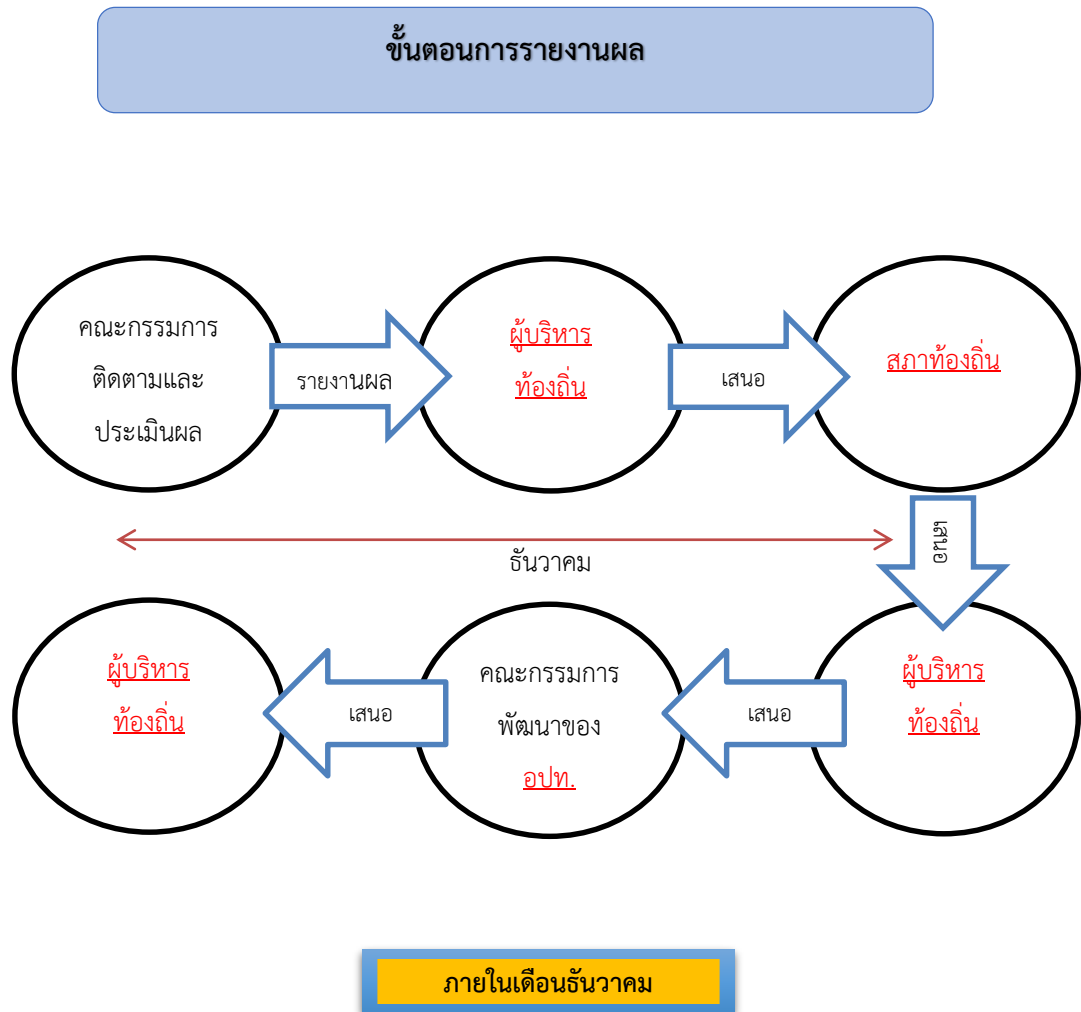 ขั้นตอนการรายงานผล
คณะกรรมการ
ติดตามและ
ประเมินผล
รายงานผล
ผู้บริหาร
ท้องถิ่น
เสนอ
สภาท้องถิ่น
ธันวาคม
เสนอ
ผู้บริหาร
ท้องถิ่น
เสนอ
คณะกรรมการ
พัฒนาของ
อปท.
เสนอ
ผู้บริหาร
ท้องถิ่น
ภายในเดือนธันวาคม